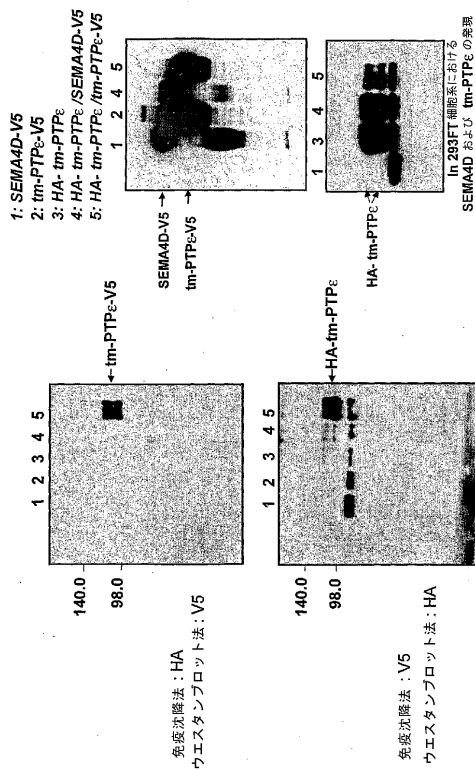 1: SEMA4D-V5
2: tm-PTPε-V5
3: HA- tm-PTPε
4: HA- tm-PTPε /SEMA4D-V5
5: HA- tm-PTPε /tm-PTPε-V5
1 2 3 4 5
140.0
98.0
tm-PTPε-V5
免疫沈降法 : HA
ウエスタンブロット法 : V5
1 2 3 4 5
140.0
98.0
HA-tm-PTPε
免疫沈降法 : V5
ウエスタンブロット法 : HA
1 2 4 5
SEMA4D-V5
tm-PTPε-V5
1 3 4 5
HA- tm-PTPε
In 293FT 細胞系における
SEMA4D および tm-PTPε の発現